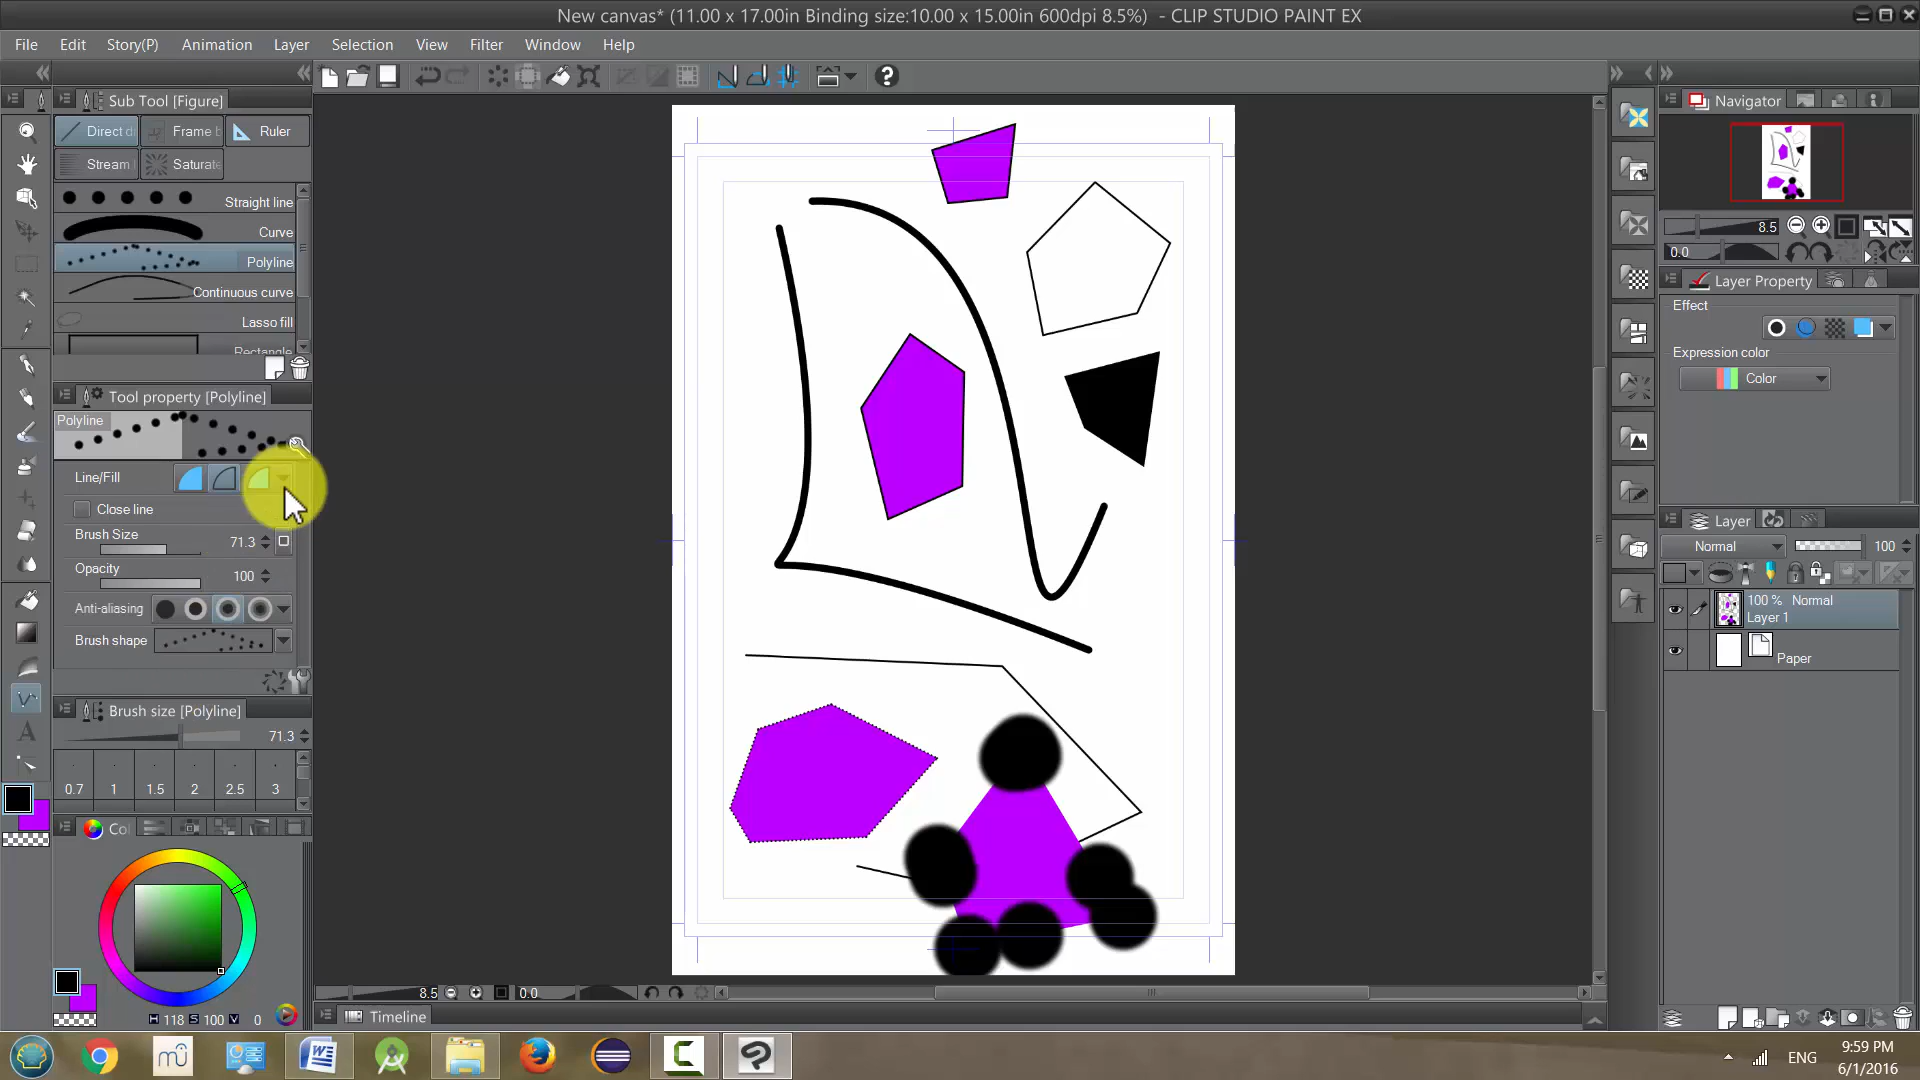 New canvas* (11.00 x 17.00in Binding size:10.00 x 15.00in 600dpi 8.5%) - CLIP STUDIO PAINT EX
File Edit Story(P) Animation Layer Selection View Filter Window Help
Sub Tool [Figure]
Direct d
Frame b
Ruler
Stream
Saturate
Straight line
Curve
Polyline
Continuous curve
Lasso fill
Rectangle
Tool property [Polyline]
Polyline
Line/Fill
Close line
Brush Size
71.3
Opacity
100
Anti-aliasing
Brush shape
Brush size [Polyline]
71.3
0.7 1 1.5 2 2.5 3
Col
H 118 S 100 V 0
8.5
0.0
Timeline
Navigator
8.5
0.0
Layer Property
Effect
Expression color
Color
Layer
Normal
100
100 % Normal
Layer 1
Paper
ENG
9:59 PM
6/1/2016